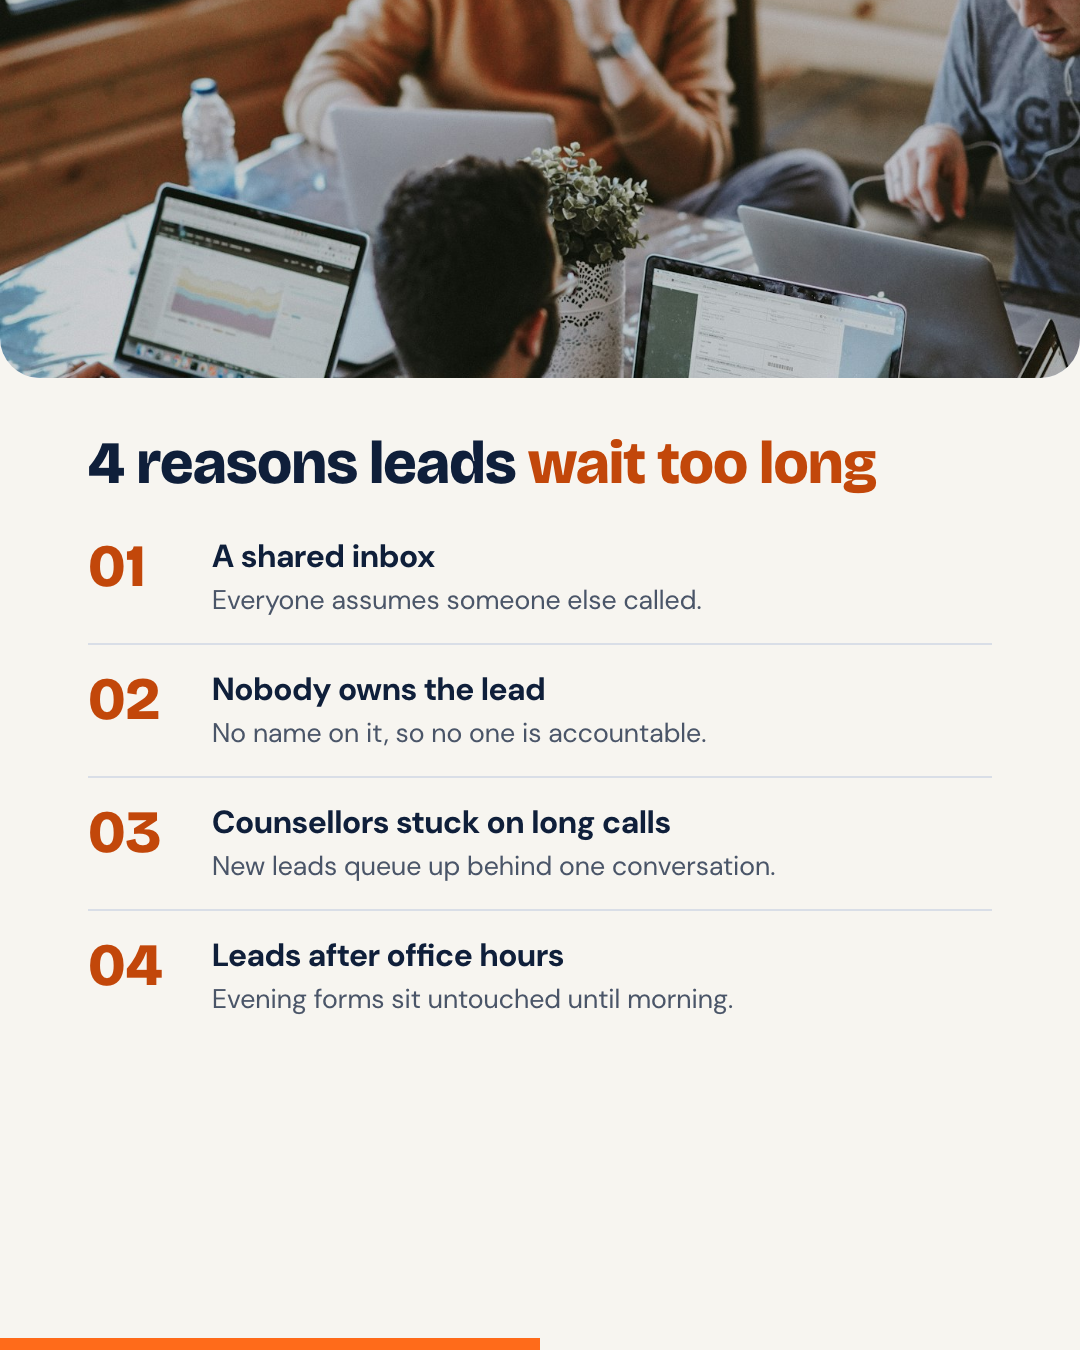 4 reasons leads wait too long
01
A shared inbox
Everyone assumes someone else called.
02
Nobody owns the lead
No name on it, so no one is accountable.
03
Counsellors stuck on long calls
New leads queue up behind one conversation.
04
Leads after office hours
Evening forms sit untouched until morning.